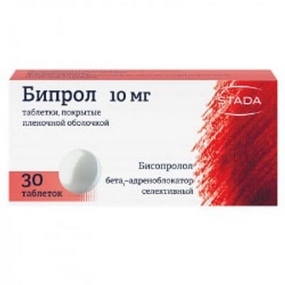 Бипрол 10 мг
таблетки, покрытые
пленочной оболочкой
STADA
Бисопролол
бета₁-адреноблокатор
селективный
30
таблеток